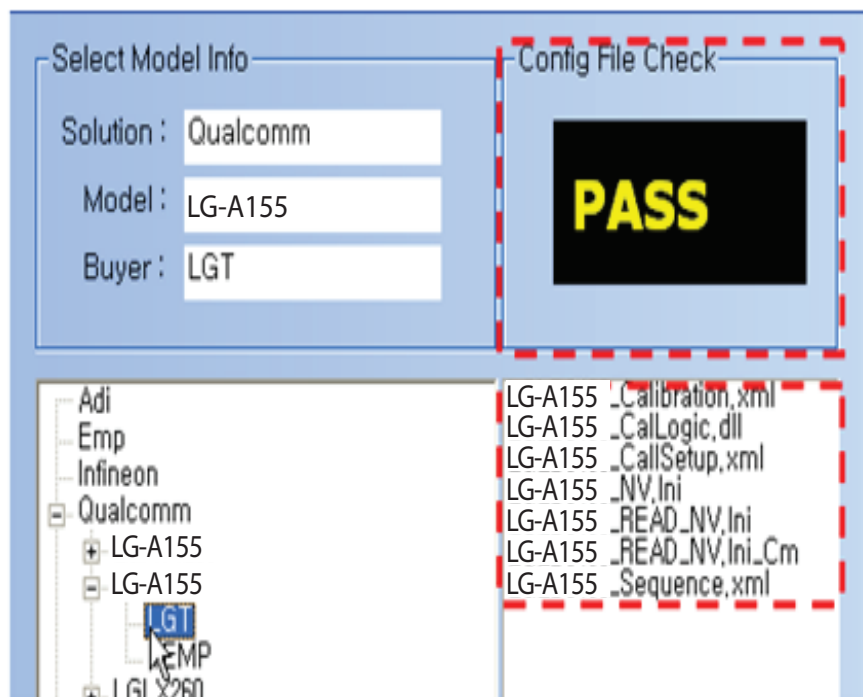 Select Model Info
Solution : Qualcomm
Model : LG-A155
Buyer : LGT
Config File Check
PASS
Adi
Emp
Infineon
Qualcomm
LG-A155
LG-A155
LGT
EMP
LGLX260
LG-A155 _Calibration,xml
LG-A155 _CalLogic,dll
LG-A155 _CallSetup,xml
LG-A155 _NV,Ini
LG-A155 _READ_NV,Ini
LG-A155 _READ_NV,Ini_Cm
LG-A155 _Sequence,xml